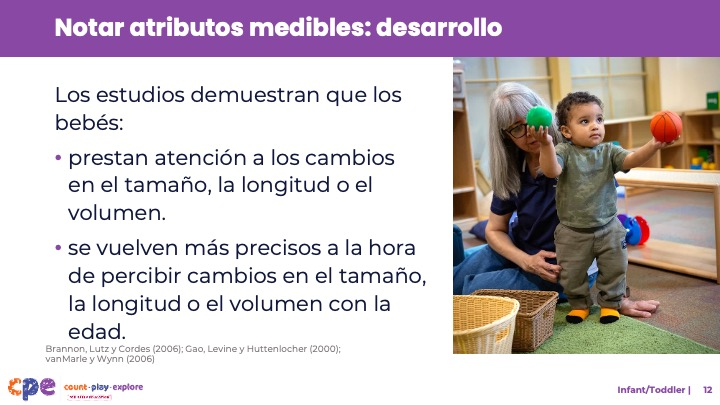 Notar atributos medibles: desarrollo
Los estudios demuestran que los
bebés:
• prestan atención a los cambios
en el tamaño, la longitud o el
volumen.
• se vuelven más precisos a la hora
de percibir cambios en el tamaño,
la longitud o el volumen con la
edad.
Brannon, Lutz y Cordes (2006); Gao, Levine y Huttenlocher (2000);
vanMarle y Wynn (2006)
cpe count·play·explore
Infant/Toddler | 12